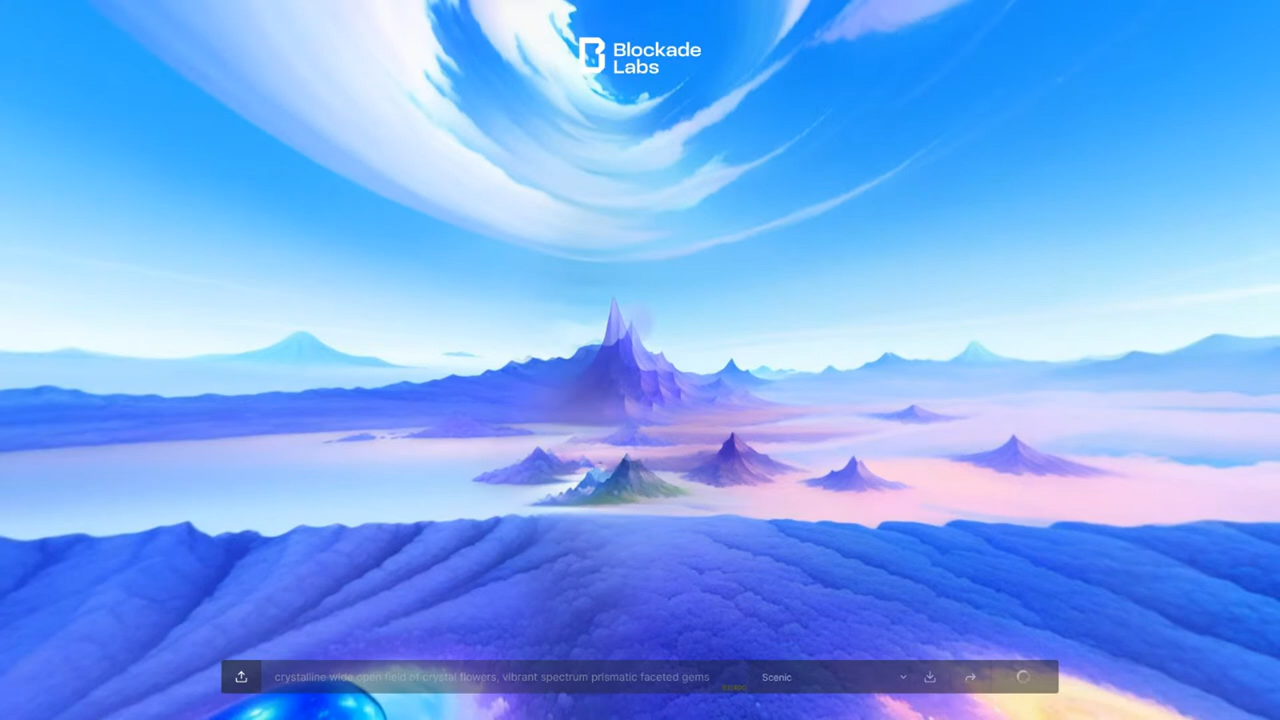 Blockade
Labs
crystalline wide open field of crystal flowers, vibrant spectrum prismatic faceted gems
Scenic